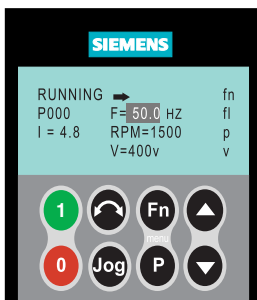 SIEMENS
RUNNING ➡ fn
P000 F= 50.0 HZ fl
I = 4.8 RPM=1500 p
V=400v v
1 Fn
menu
0 Jog P